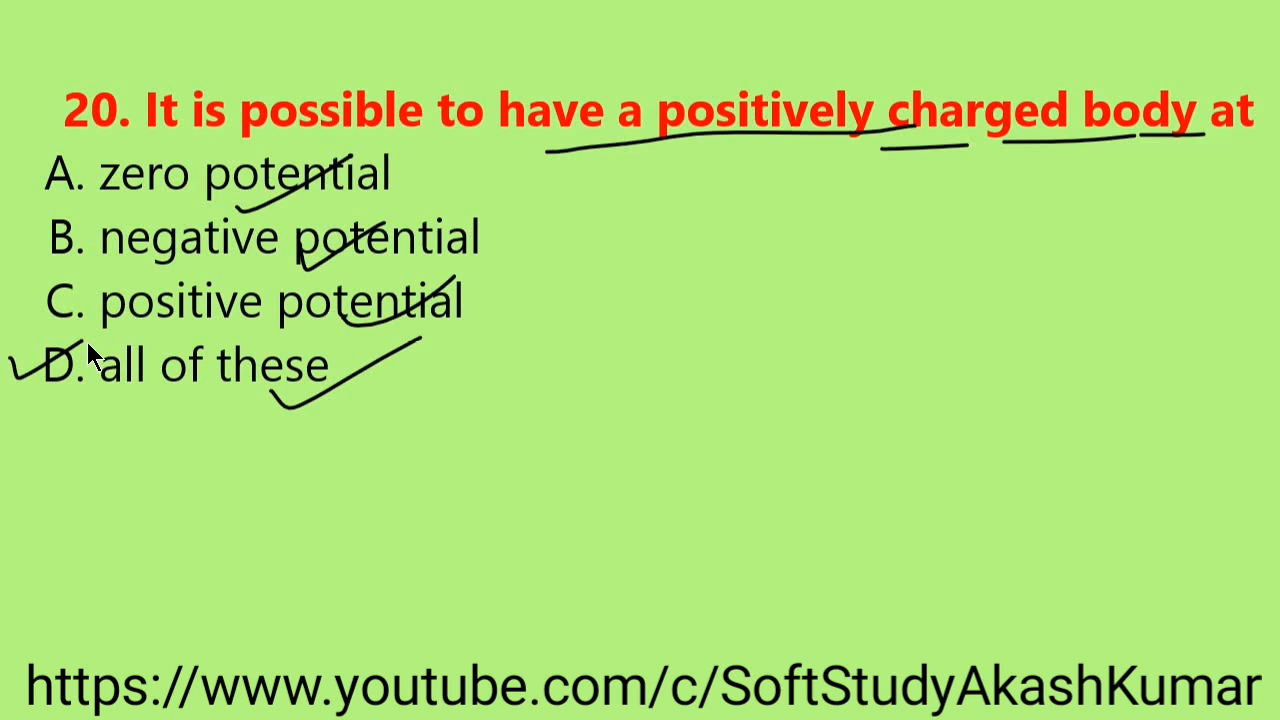 20. It is possible to have a positively charged body at
A. zero potential
B. negative potential
C. positive potential
D. all of these
https://www.youtube.com/c/SoftStudyAkashKumar